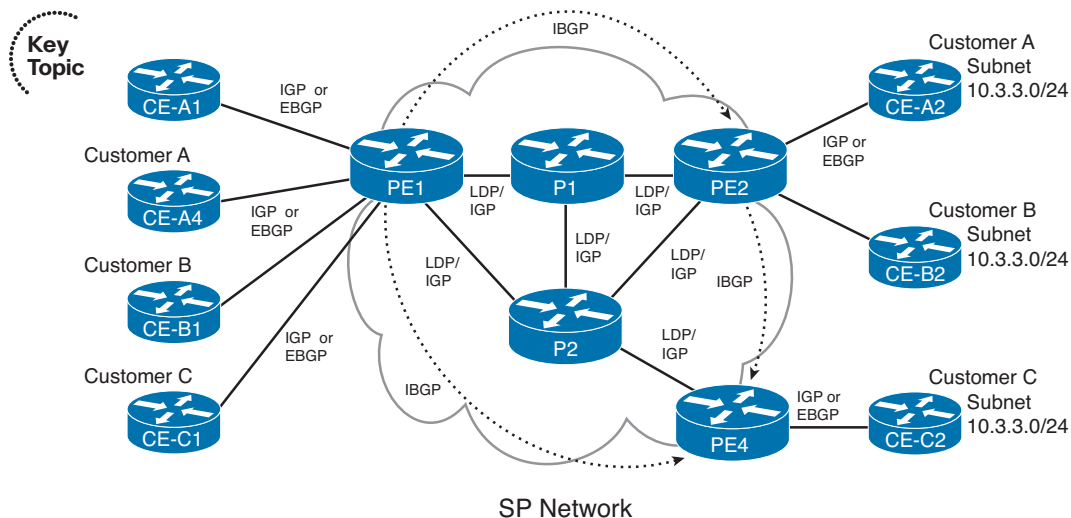 Key
Topic
IBGP
Customer A
Subnet
10.3.3.0/24
CE-A1
IGP or
EBGP
CE-A2
IGP or
EBGP
Customer A
CE-A4
PE1
LDP/
IGP
P1
LDP/
IGP
PE2
IGP or
EBGP
Customer B
Subnet
10.3.3.0/24
CE-B2
Customer B
CE-B1
LDP/
IGP
LDP/
IGP
LDP/
IGP
IBGP
IGP or
EBGP
P2
LDP/
IGP
Customer C
CE-C1
IBGP
PE4
IGP or
EBGP
Customer C
Subnet
10.3.3.0/24
CE-C2
SP Network